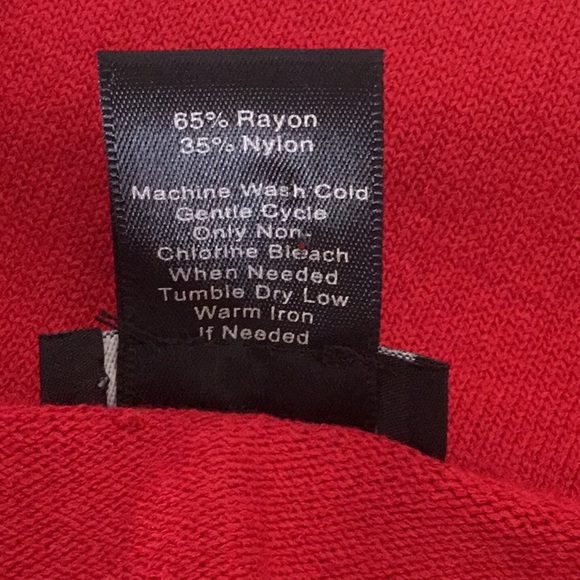 65% Rayon
35% Nylon
Machine Wash Cold
Gentle Cycle
Only Non-
Chlorine Bleach
When Needed
Tumble Dry Low
Warm Iron
If Needed